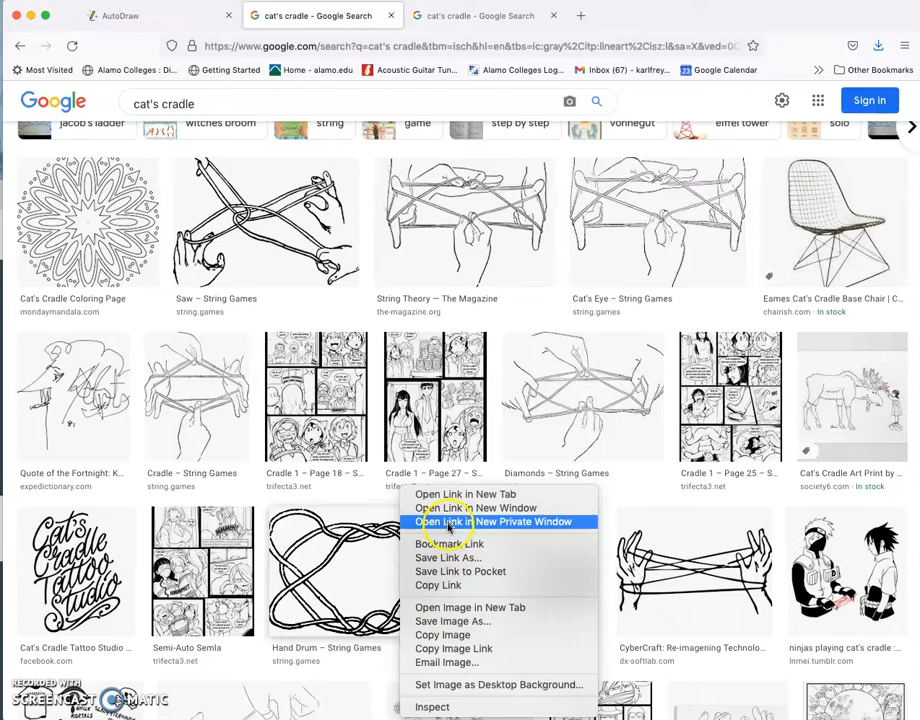 AutoDraw × G cat's cradle - Google Search × G cat's cradle - Google Search × +
https://www.google.com/search?q=cat's cradle&tbm=isch&hl=en&tbs=ic:gray%2Citp:lineart%2Cisz:l&sa=X&ved=0C
Most Visited Alamo Colleges : Di... Getting Started Home - alamo.edu Acoustic Guitar Tun... Alamo Colleges Log... Inbox (67) - karlfrey... 23 Google Calendar >> Other Bookmarks
Google cat's cradle Sign in
jacob's ladder witches broom string game step by step vonnegut eiffel tower solo
Cat's Cradle Coloring Page Saw – String Games String Theory — The Magazine Cat's Eye – String Games Eames Cat's Cradle Base Chair | C...
mondaymandala.com string.games the-magazine.org string.games chairish.com · In stock
Quote of the Fortnight: K... Cradle – String Games Cradle 1 – Page 18 – S... Cradle 1 – Page 27 – S... Diamonds – String Games Cradle 1 – Page 25 – S... Cat's Cradle Art Print by ...
expedictionary.com string.games trifecta3.net trifecta3.net trifecta3.net society6.com · In stock
Open Link in New Tab
Open Link in New Window
Open Link in New Private Window
Bookmark Link
Save Link As...
Save Link to Pocket
Copy Link
Open Image in New Tab
Save Image As...
Copy Image
Copy Image Link
Email Image...
Set Image as Desktop Background...
Inspect
Cat's
Cradle
Tattoo
Studio
Cat's Cradle Tattoo Studio ... Semi-Auto Semla Hand Drum – String Games CyberCraft: Re-imagining Technolo... ninjas playing cat's cradle :...
facebook.com trifecta3.net string.games dx-softlab.com lnmei.tumblr.com
RECORDED WITH
SCREENCAST MATIC